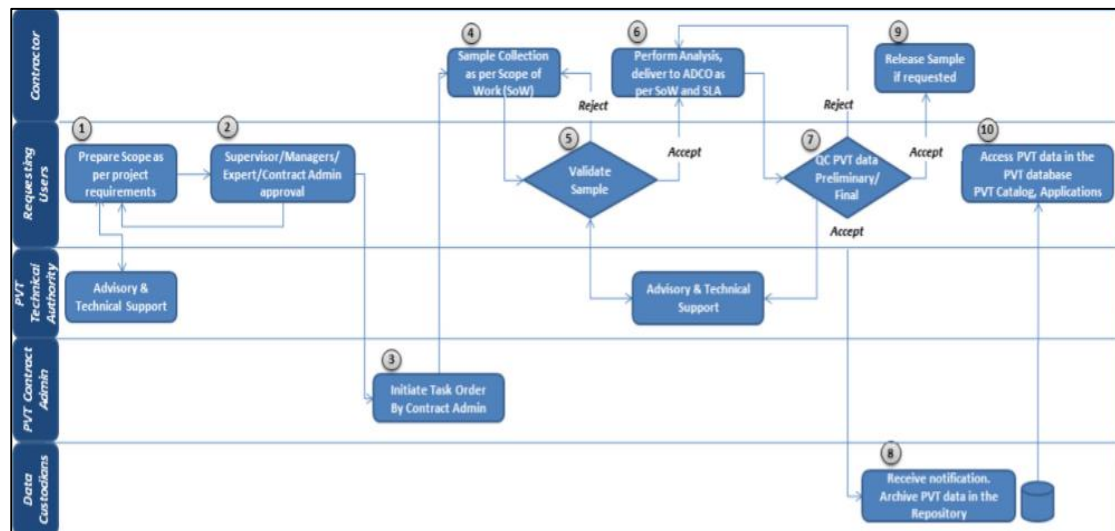 Contractor
4
Sample Collection
as per Scope of
Work (SoW)
6
Perform Analysis,
deliver to ADCO as
per SoW and SLA
9
Release Sample
if requested
Reject
Reject
Requesting
Users
1
Prepare Scope as
per project
requirements
2
Supervisor/Managers/
Expert/Contract Admin
approval
5
Validate
Sample
Accept
7
QC PVT data
Preliminary/
Final
Accept
Accept
10
Access PVT data in the
PVT database
PVT Catalog, Applications
PVT
Technical
Authority
Advisory &
Technical Support
Advisory & Technical
Support
PVT Contract
Admin
3
Initiate Task Order
By Contract Admin
Data
Custodians
8
Receive notification.
Archive PVT data in the
Repository